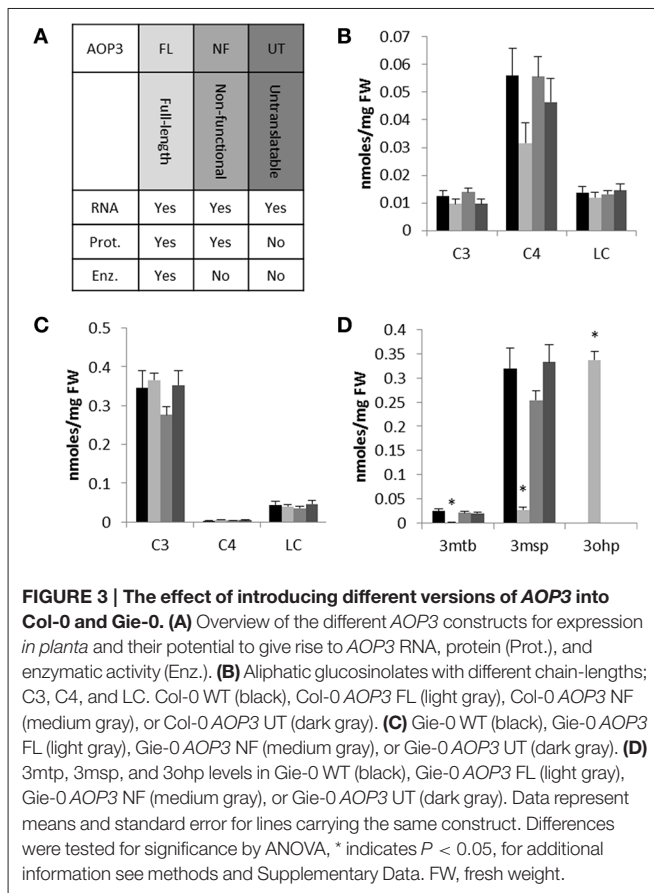 A
AOP3 FL NF UT
Full-length Non-functional Untranslatable
RNA Yes Yes Yes
Prot. Yes Yes No
Enz. Yes No No
B
nmoles/mg FW
0.07
0.06
0.05
0.04
0.03
0.02
0.01
0
C3 C4 LC
C
nmoles/mg FW
0.5
0.4
0.3
0.2
0.1
0
C3 C4 LC
D
nmoles/mg FW
0.4
0.35
0.3
0.25
0.2
0.15
0.1
0.05
0
* * *
3mtb 3msp 3ohp
FIGURE 3 | The effect of introducing different versions of AOP3 into
Col-0 and Gie-0. (A) Overview of the different AOP3 constructs for expression
in planta and their potential to give rise to AOP3 RNA, protein (Prot.), and
enzymatic activity (Enz.). (B) Aliphatic glucosinolates with different chain-lengths;
C3, C4, and LC. Col-0 WT (black), Col-0 AOP3 FL (light gray), Col-0 AOP3 NF
(medium gray), or Col-0 AOP3 UT (dark gray). (C) Gie-0 WT (black), Gie-0 AOP3
FL (light gray), Gie-0 AOP3 NF (medium gray), or Gie-0 AOP3 UT (dark gray). (D)
3mtp, 3msp, and 3ohp levels in Gie-0 WT (black), Gie-0 AOP3 FL (light gray),
Gie-0 AOP3 NF (medium gray), or Gie-0 AOP3 UT (dark gray). Data represent
means and standard error for lines carrying the same construct. Differences
were tested for significance by ANOVA, * indicates P < 0.05, for additional
information see methods and Supplementary Data. FW, fresh weight.